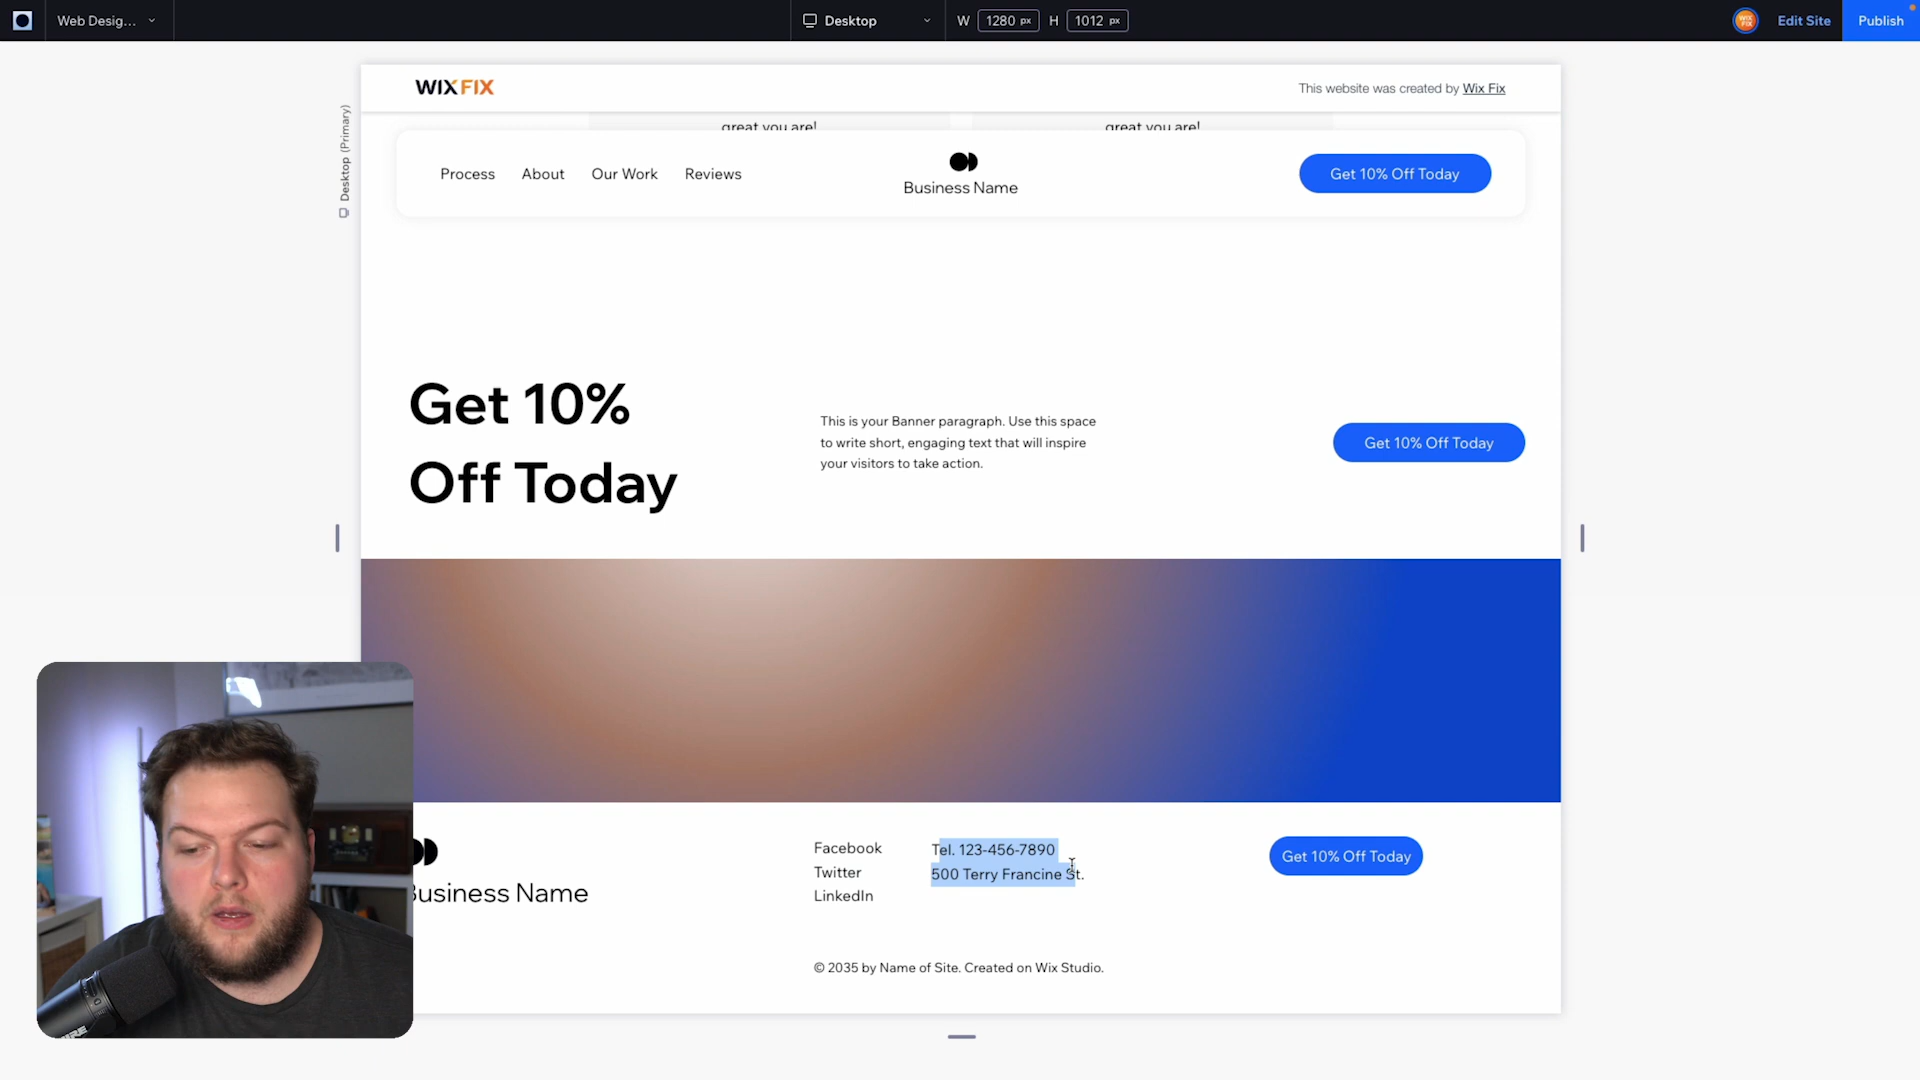 Web Desig...
Desktop
W 1280 px H 1012 px
WIX FIX
Edit Site
Publish
Desktop (Primary)
WIXFIX
This website was created by Wix Fix
great you are!
great you are!
Process
About
Our Work
Reviews
Business Name
Get 10% Off Today
Get 10%
Off Today
This is your Banner paragraph. Use this space
to write short, engaging text that will inspire
your visitors to take action.
Get 10% Off Today
Business Name
Facebook
Twitter
LinkedIn
Tel. 123-456-7890
500 Terry Francine St.
Get 10% Off Today
© 2035 by Name of Site. Created on Wix Studio.